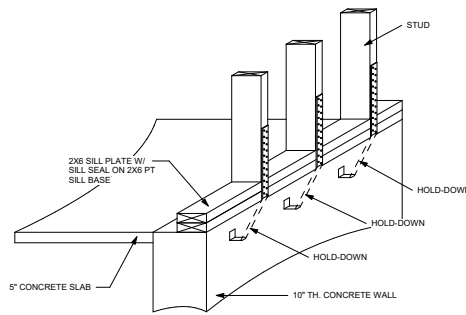 STUD
2X6 SILL PLATE W/
SILL SEAL ON 2X6 PT
SILL BASE
HOLD-DOWN
HOLD-DOWN
HOLD-DOWN
5" CONCRETE SLAB
10" TH. CONCRETE WALL